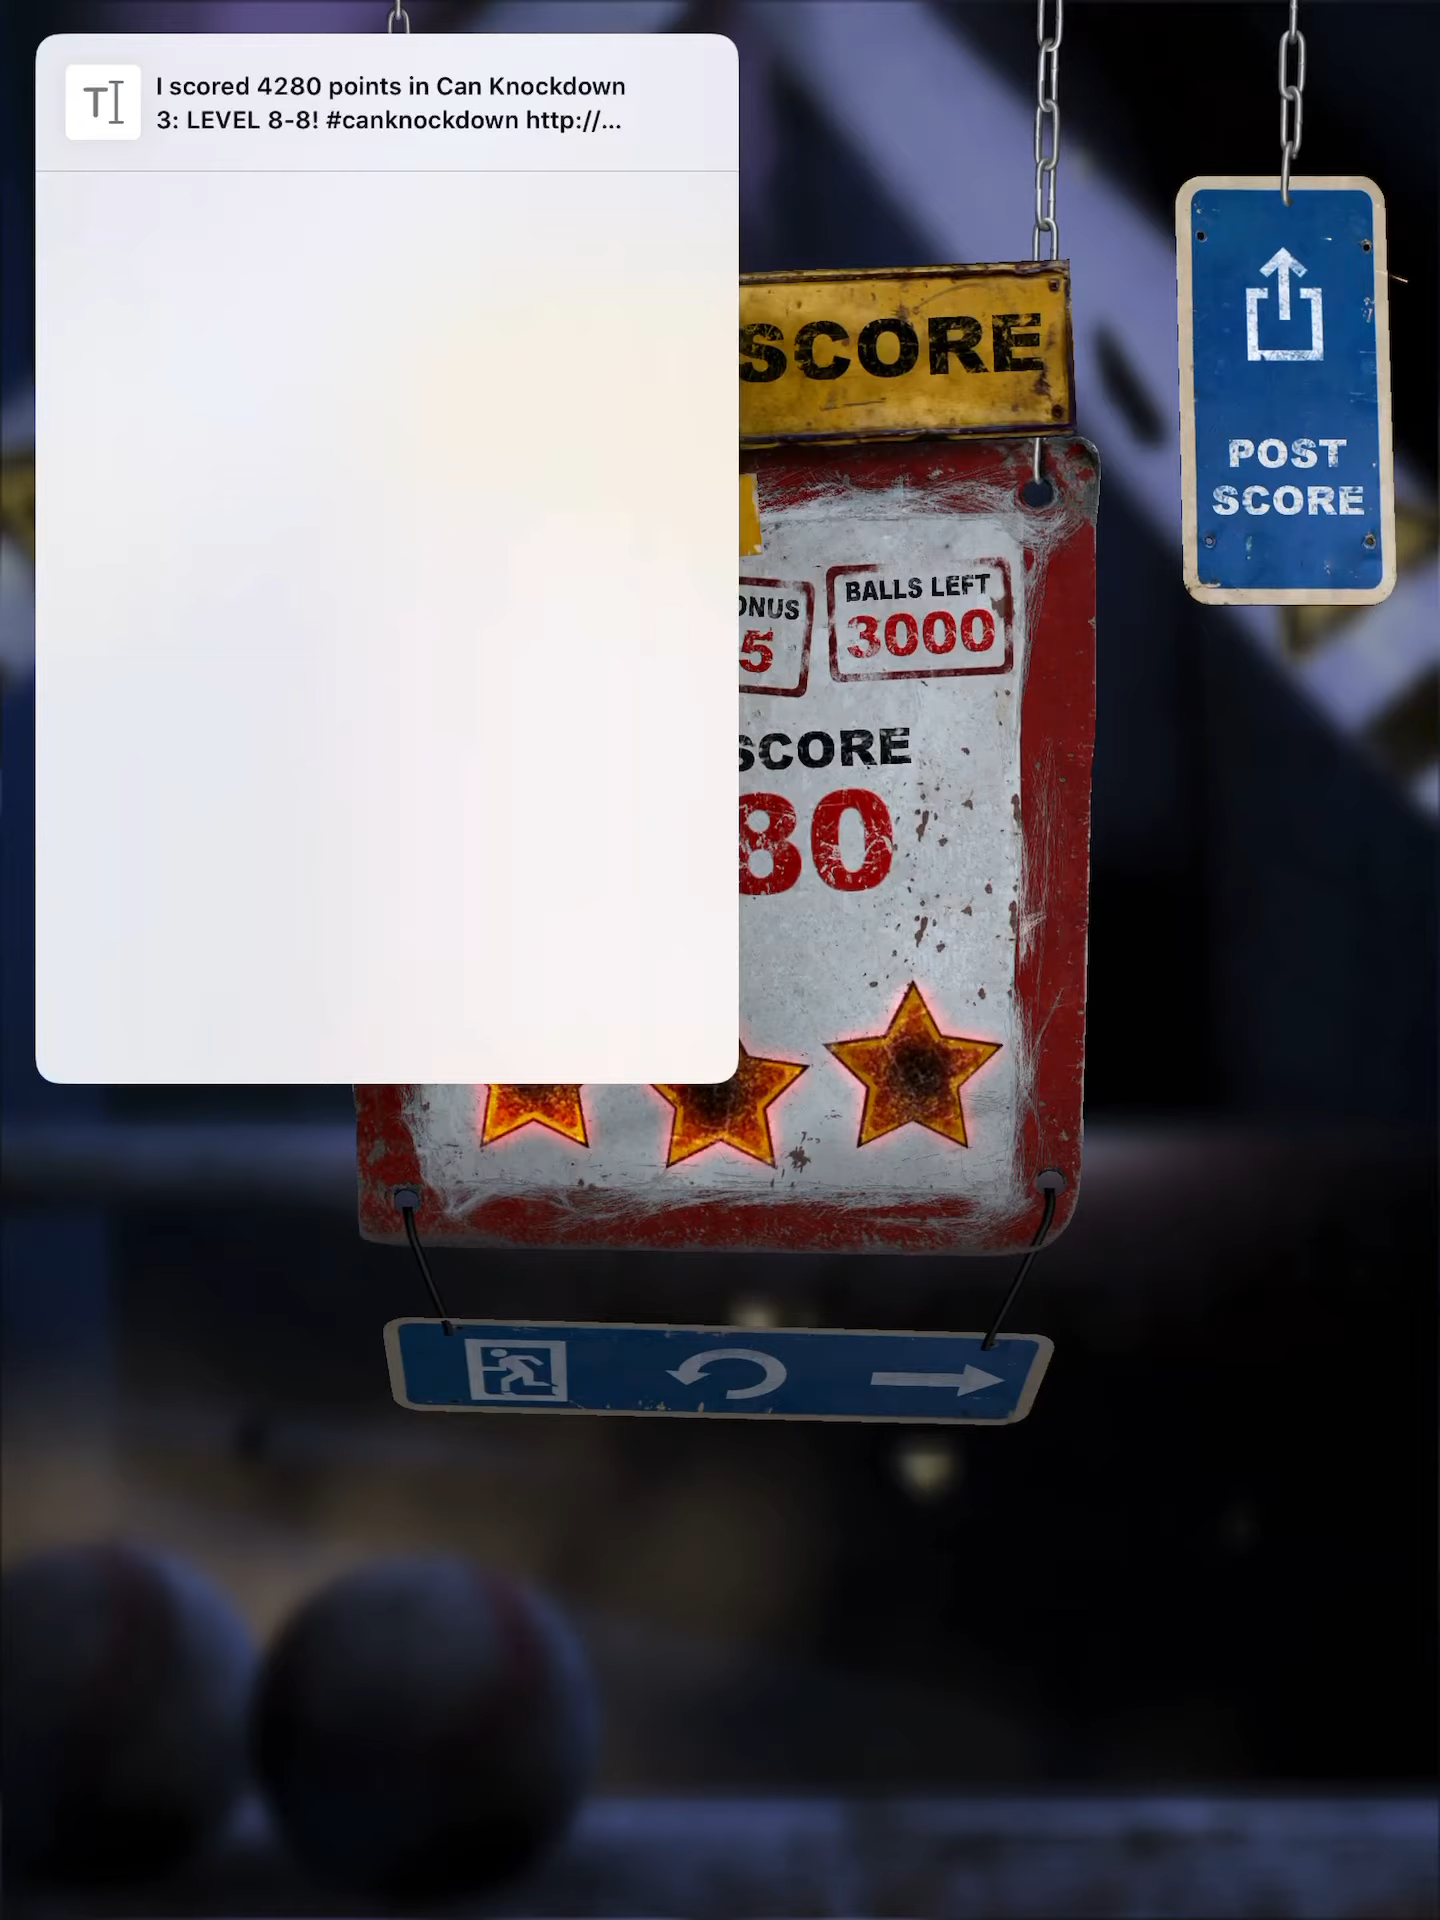 I scored 4280 points in Can Knockdown
3: LEVEL 8-8! #canknockdown http://...
SCORE
POST
SCORE
BALLS LEFT
3000
5
SCORE
80